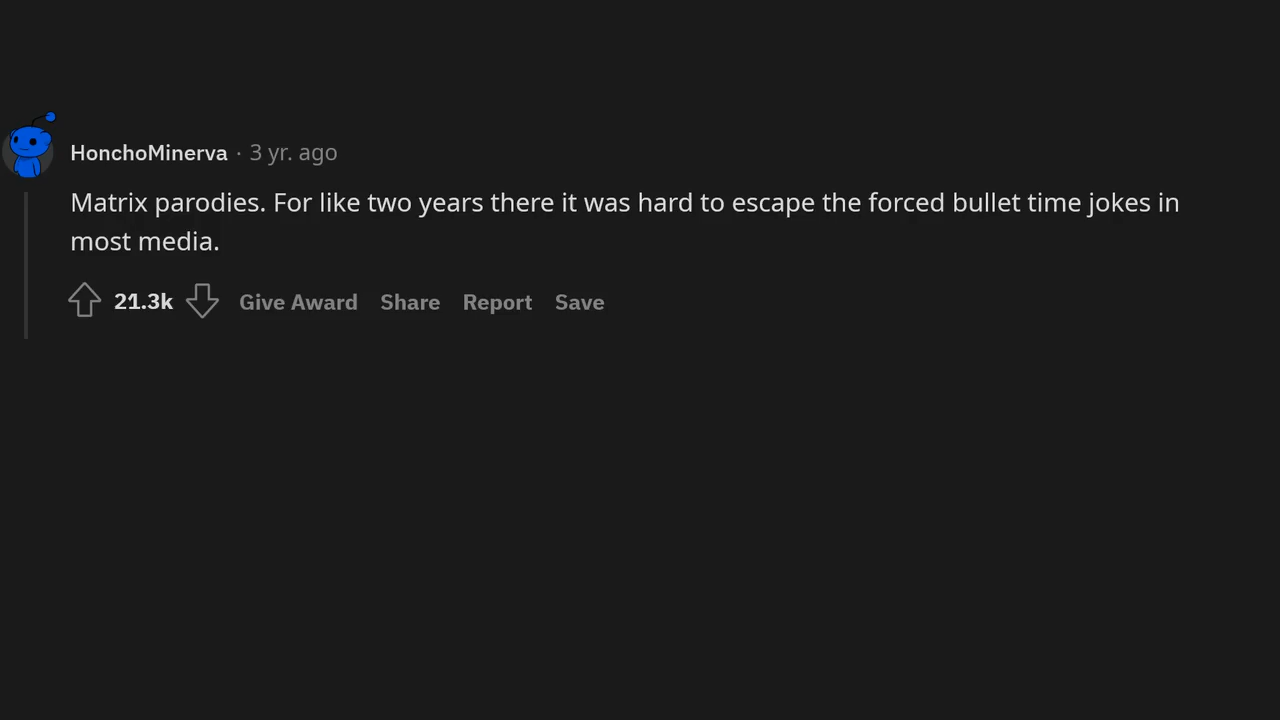 HonchoMinerva · 3 yr. ago
Matrix parodies. For like two years there it was hard to escape the forced bullet time jokes in
most media.
21.3k Give Award Share Report Save